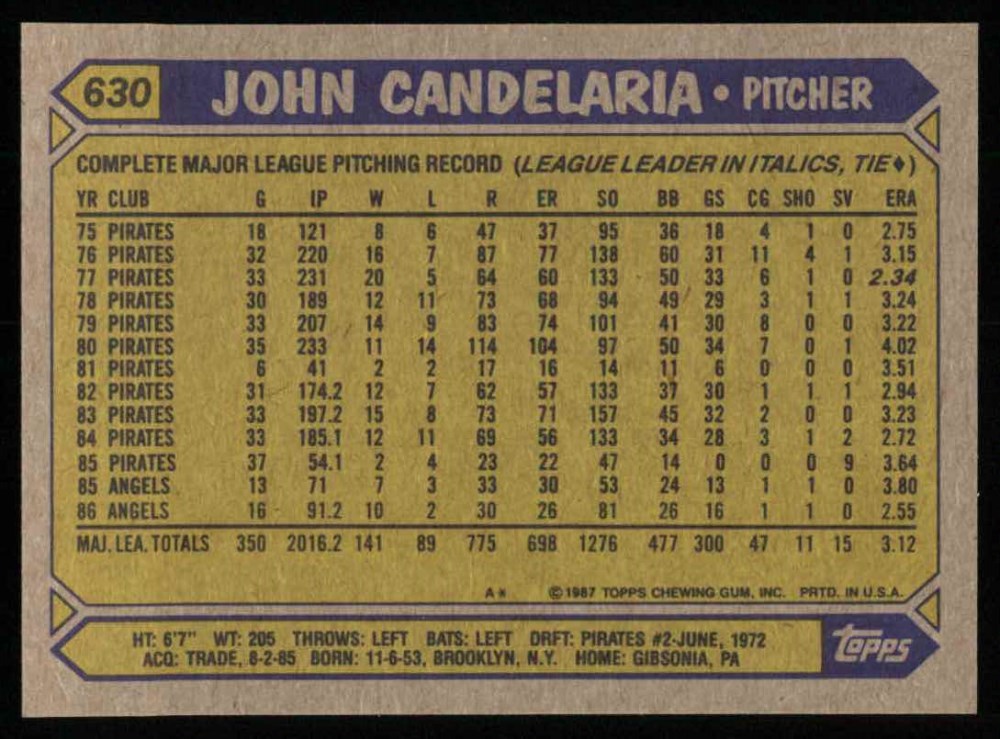 630 JOHN CANDELARIA • PITCHER
COMPLETE MAJOR LEAGUE PITCHING RECORD (LEAGUE LEADER IN ITALICS, TIE♦)
YR CLUB G IP W L R ER SO BB GS CG SHO SV ERA
75 PIRATES 18 121 8 6 47 37 95 36 18 4 1 0 2.75
76 PIRATES 32 220 16 7 87 77 138 60 31 11 4 1 3.15
77 PIRATES 33 231 20 5 64 60 133 50 33 6 1 0 2.34
78 PIRATES 30 189 12 11 73 68 94 49 29 3 1 1 3.24
79 PIRATES 33 207 14 9 83 74 101 41 30 8 0 0 3.22
80 PIRATES 35 233 11 14 114 104 97 50 34 7 0 1 4.02
81 PIRATES 6 41 2 2 17 16 14 11 6 0 0 0 3.51
82 PIRATES 31 174.2 12 7 62 57 133 37 30 1 1 1 2.94
83 PIRATES 33 197.2 15 8 73 71 157 45 32 2 0 0 3.23
84 PIRATES 33 185.1 12 11 69 56 133 34 28 3 1 2 2.72
85 PIRATES 37 54.1 2 4 23 22 47 14 0 0 0 9 3.64
85 ANGELS 13 71 7 3 33 30 53 24 13 1 1 0 3.80
86 ANGELS 16 91.2 10 2 30 26 81 26 16 1 1 0 2.55
MAJ. LEA. TOTALS 350 2016.2 141 89 775 698 1276 477 300 47 11 15 3.12
A* ©1987 TOPPS CHEWING GUM, INC. PRTD. IN U.S.A.
HT: 6'7" WT: 205 THROWS: LEFT BATS: LEFT DRFT: PIRATES #2-JUNE, 1972
ACQ: TRADE, 8-2-85 BORN: 11-6-53, BROOKLYN, N.Y. HOME: GIBSONIA, PA
topps